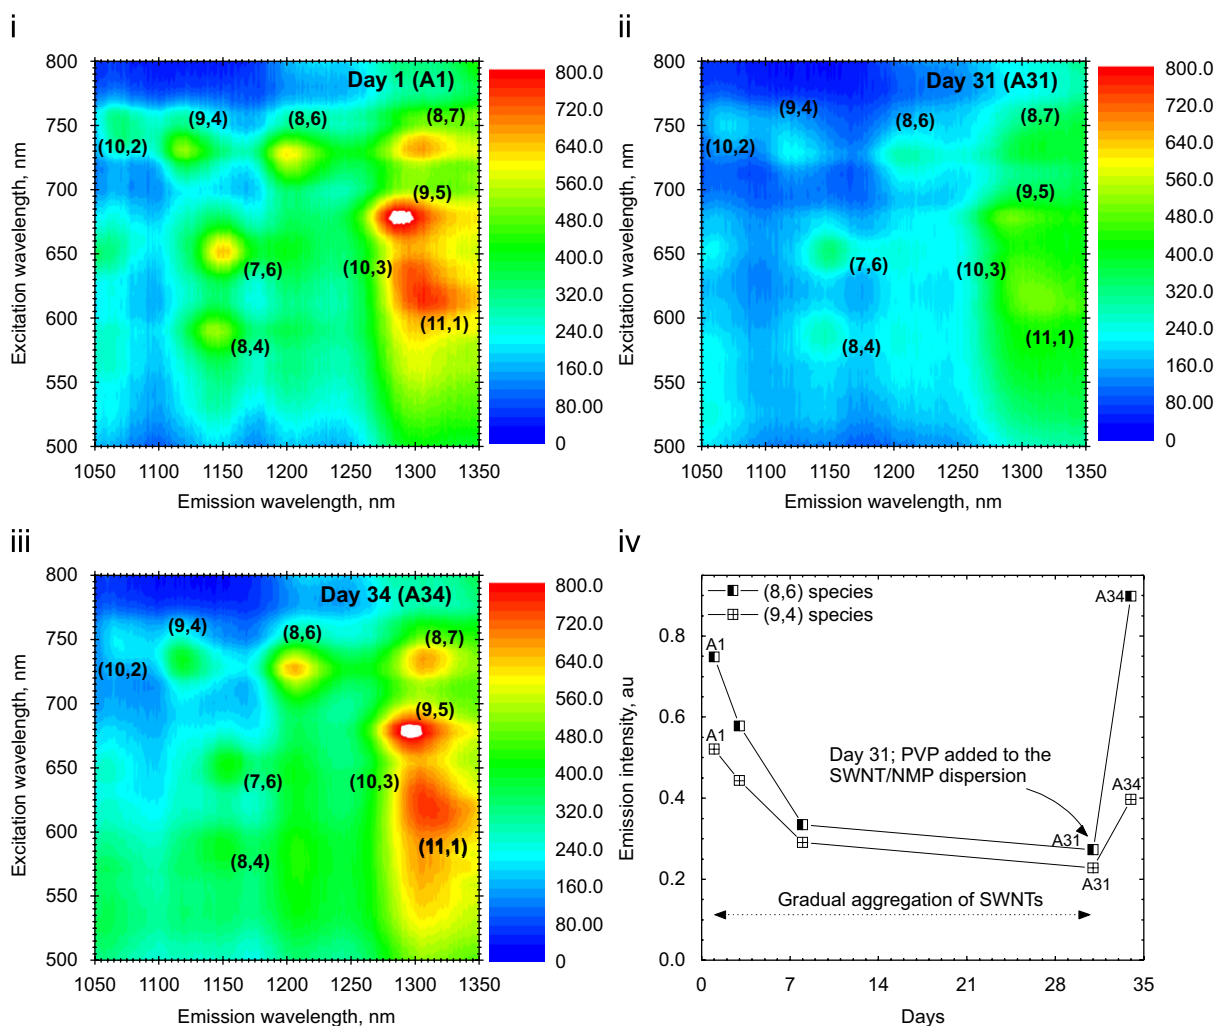 i
Day 1 (A1)
(9,4)
(8,6)
(8,7)
(10,2)
(9,5)
(7,6)
(10,3)
(8,4)
(11,1)
800
750
700
650
600
550
500
1050 1100 1150 1200 1250 1300 1350
Excitation wavelength, nm
Emission wavelength, nm
800.0
720.0
640.0
560.0
480.0
400.0
320.0
240.0
160.0
80.00
0
ii
Day 31 (A31)
(9,4)
(8,6)
(8,7)
(10,2)
(9,5)
(7,6)
(10,3)
(8,4)
(11,1)
800
750
700
650
600
550
500
1050 1100 1150 1200 1250 1300 1350
Excitation wavelength, nm
Emission wavelength, nm
800.0
720.0
640.0
560.0
480.0
400.0
320.0
240.0
160.0
80.00
0
iii
Day 34 (A34)
(9,4)
(8,6)
(8,7)
(10,2)
(9,5)
(7,6)
(10,3)
(8,4)
(11,1)
800
750
700
650
600
550
500
1050 1100 1150 1200 1250 1300 1350
Excitation wavelength, nm
Emission wavelength, nm
800.0
720.0
640.0
560.0
480.0
400.0
320.0
240.0
160.0
80.00
0
iv
(8,6) species
(9,4) species
A34
A1
A1
Day 31; PVP added to the
SWNT/NMP dispersion
A34
A31
A31
Gradual aggregation of SWNTs
0.8
0.6
0.4
0.2
0.0
0 7 14 21 28 35
Emission intensity, au
Days